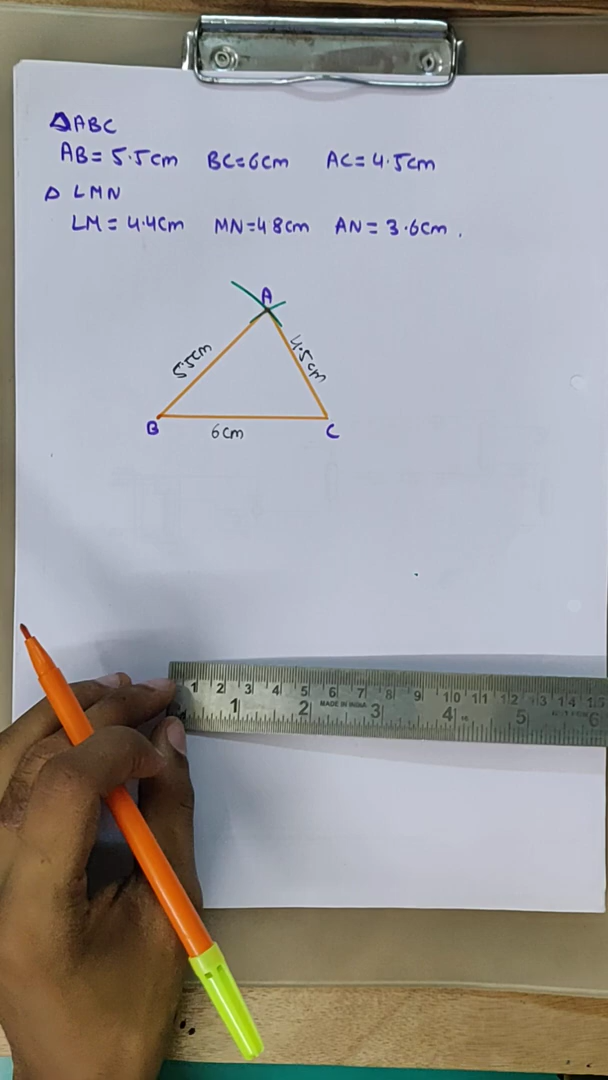 △ABC
AB = 5.5cm BC=6cm AC = 4.5cm
△ LMN
LM = 4.4cm MN=4.8cm AN = 3.6cm.
A
5.5cm
4.5cm
B
6cm
C
1 2 3 4 5 6 7 8 9 10 11 12 13 14 15
1 2 MADE IN INDIA 3 4 5 6